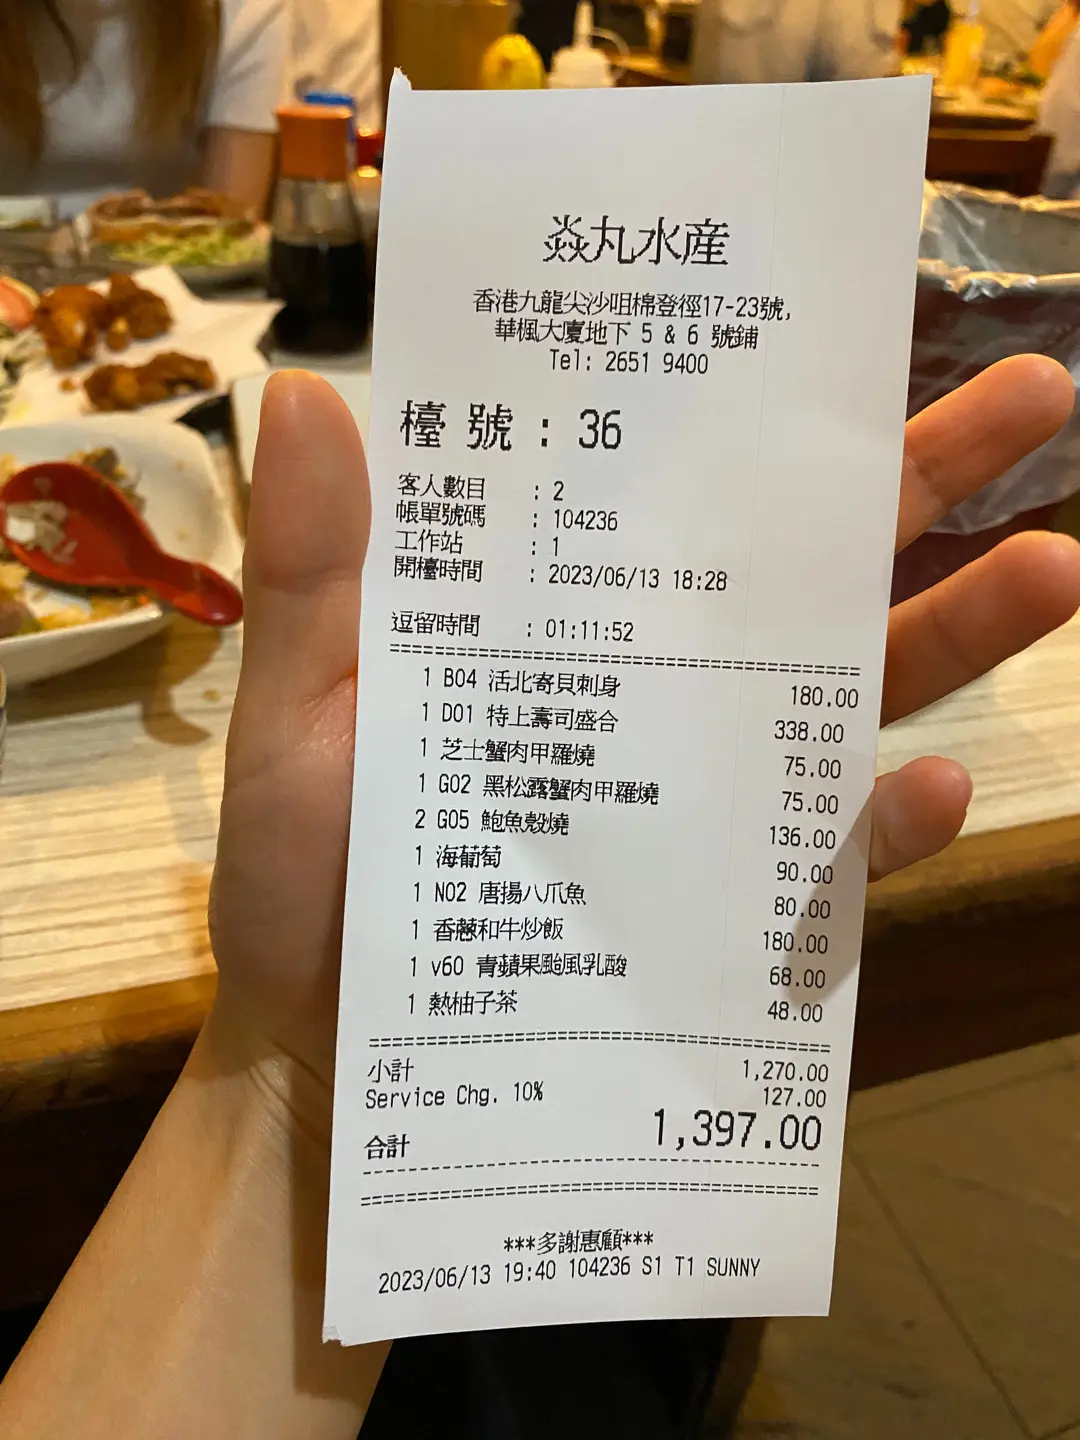 焱丸水産
香港九龍尖沙咀棉登徑17-23號,
華楓大廈地下 5 & 6 號鋪
Tel: 2651 9400
檯 號 : 36
客人數目 : 2
帳單號碼 : 104236
工作站 : 1
開檯時間 : 2023/06/13 18:28
逗留時間 : 01:11:52
1 B04 活北寄貝刺身 180.00
1 D01 特上壽司盛合 338.00
1 芝士蟹肉甲羅燒 75.00
1 G02 黑松露蟹肉甲羅燒 75.00
2 G05 鮑魚殼燒 136.00
1 海葡萄 90.00
1 N02 唐揚八爪魚 80.00
1 香蔥和牛炒飯 180.00
1 v60 青蘋果颱風乳酸 68.00
1 熱柚子茶 48.00
小計 1,270.00
Service Chg. 10% 127.00
合計 1,397.00
***多謝惠顧***
2023/06/13 19:40 104236 S1 T1 SUNNY